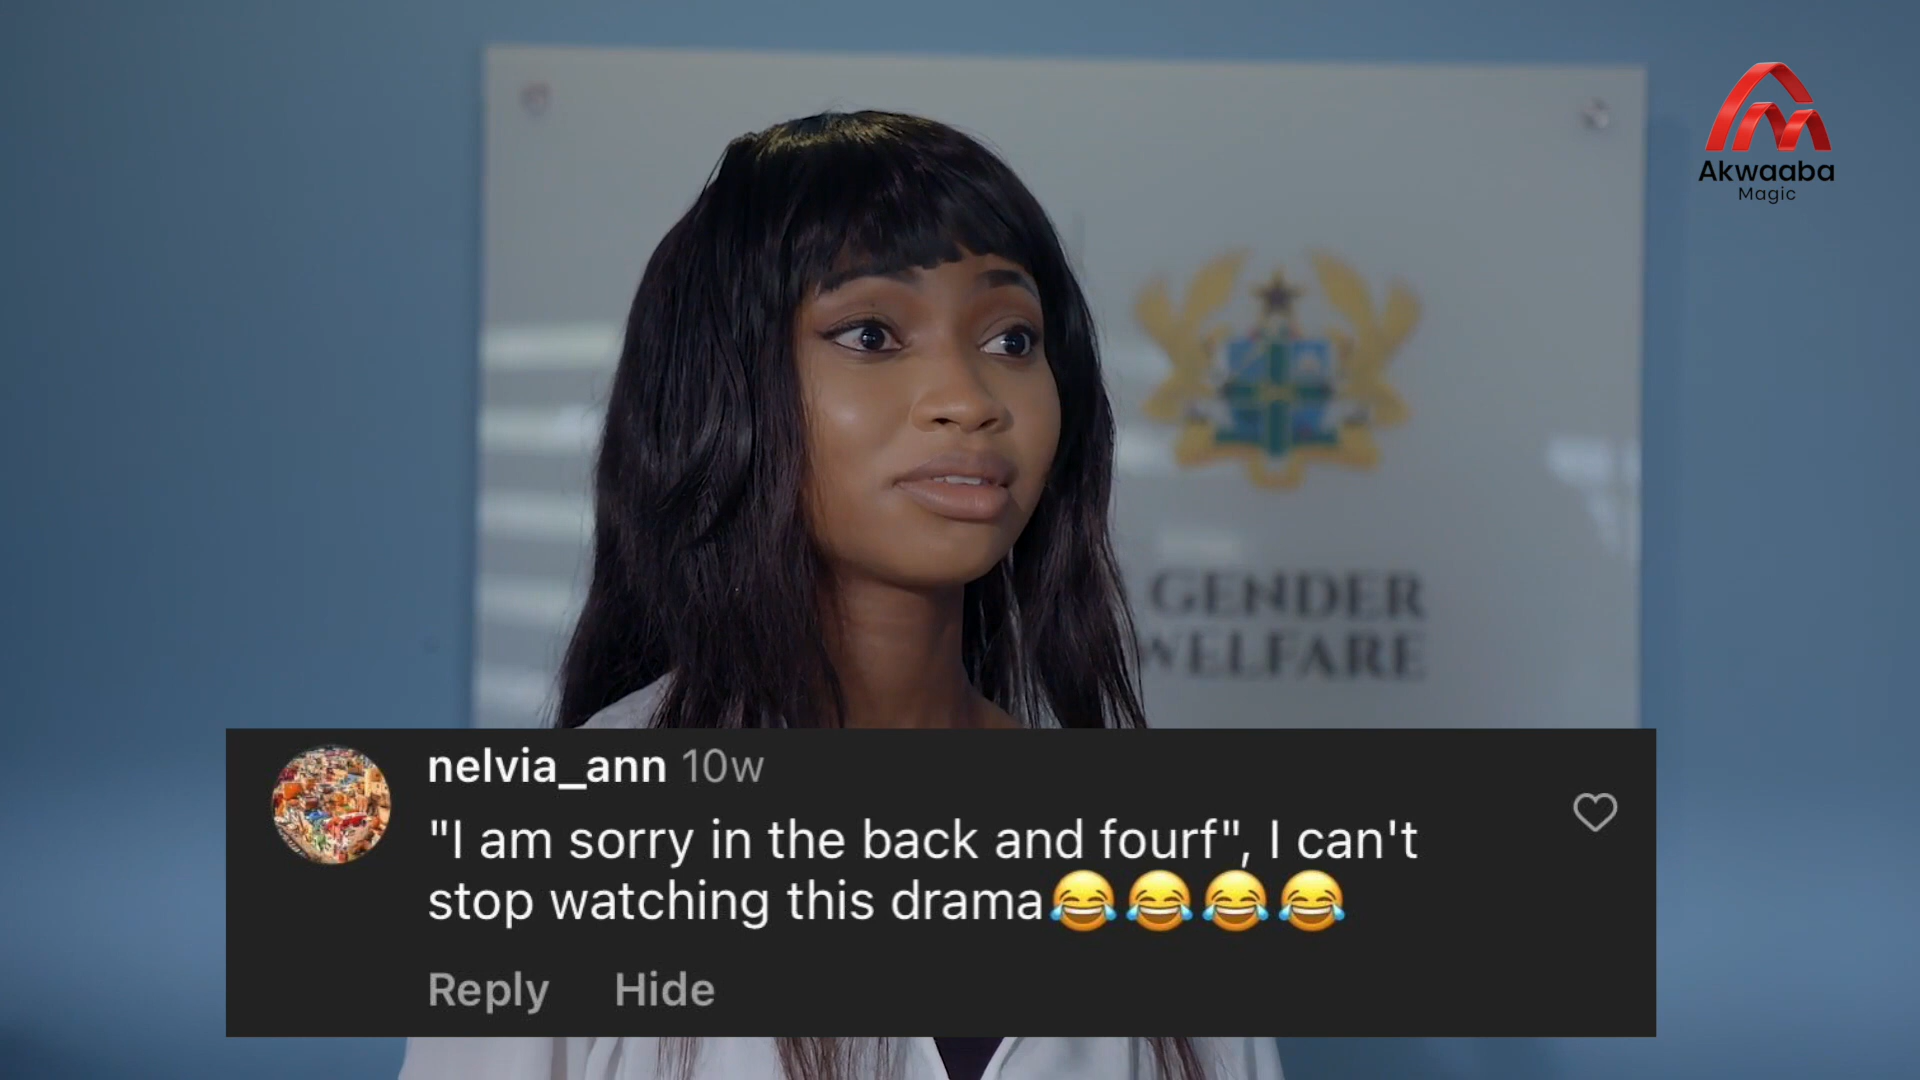 Akwaaba
Magic
GENDER
WELFARE
nelvia_ann 10w
"I am sorry in the back and fourf", I can't
stop watching this drama😂😂😂😂
Reply Hide